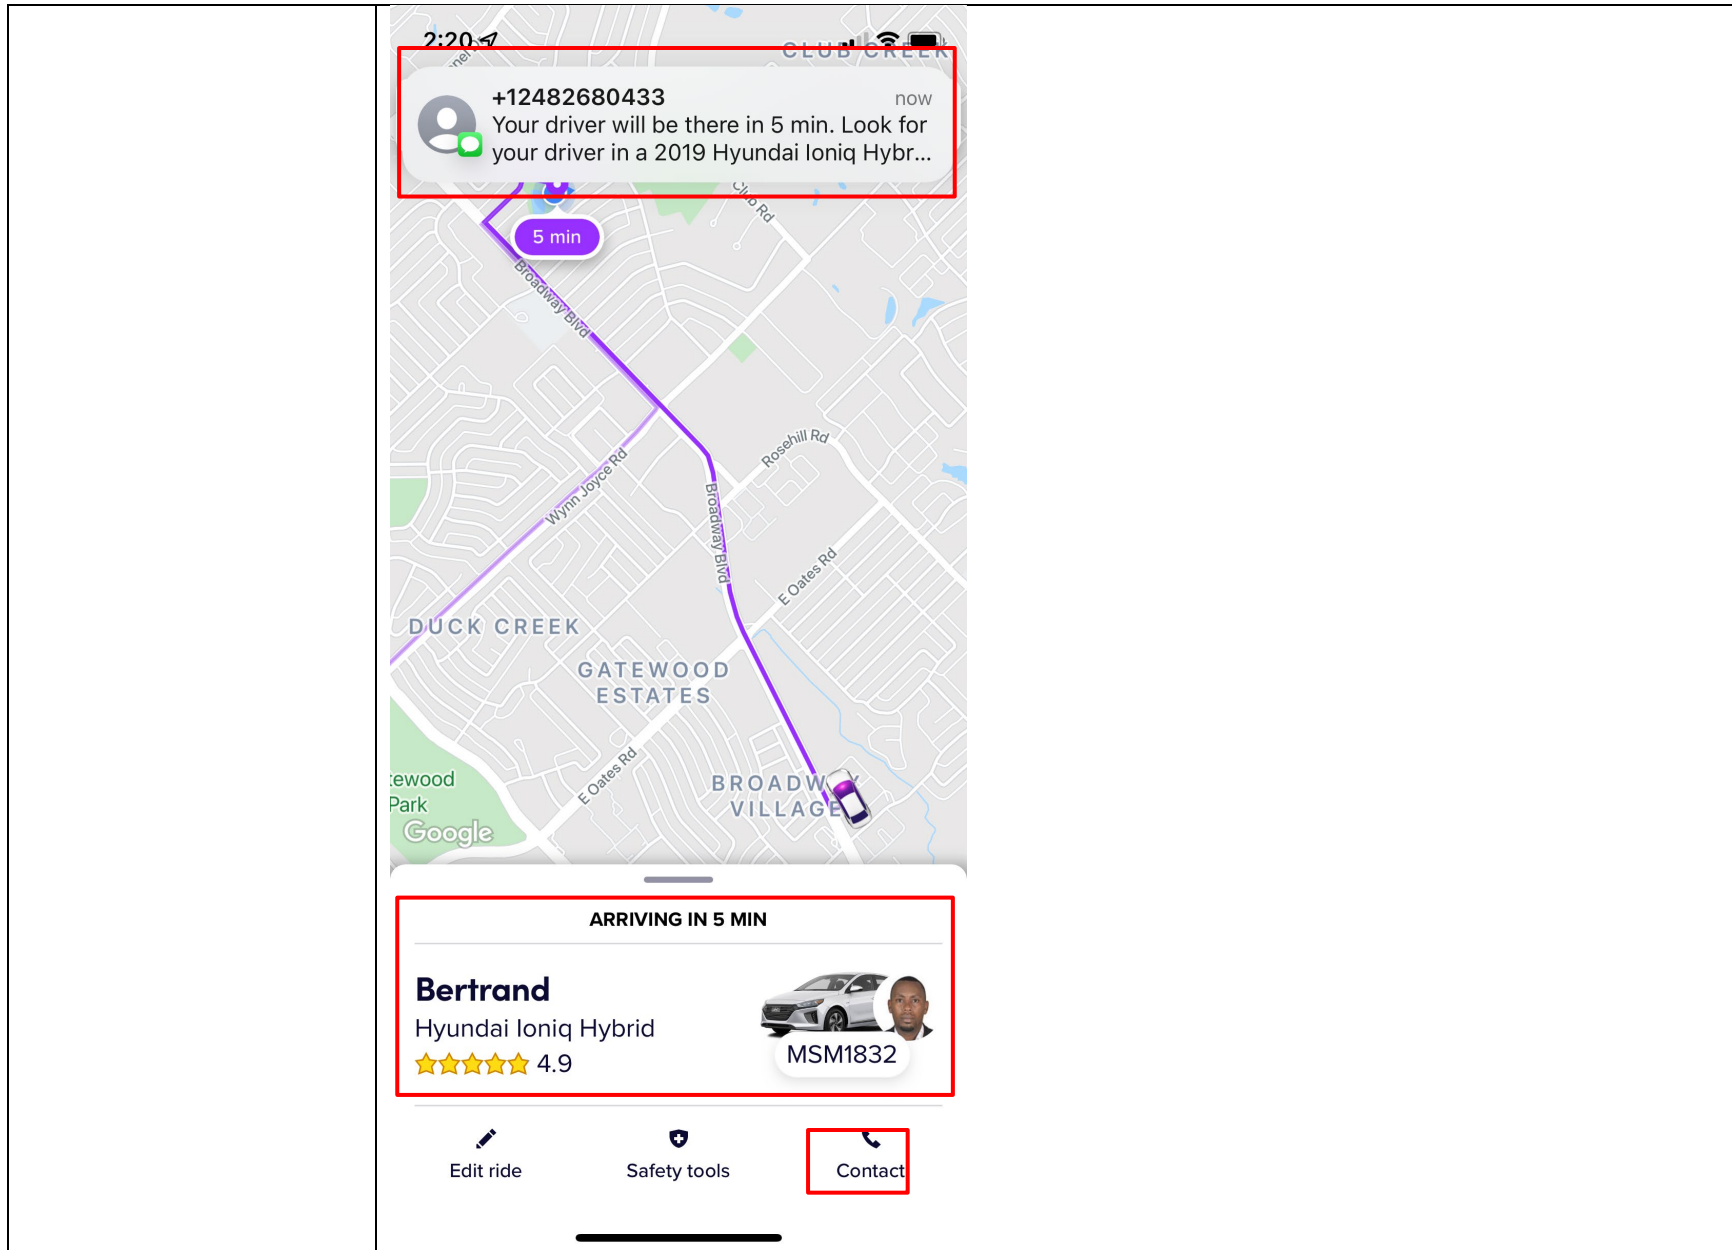 2:20
CLUB CREEK
+12482680433
now
Your driver will be there in 5 min. Look for
your driver in a 2019 Hyundai Ioniq Hybr...
Club Rd
5 min
Broadway Blvd
Rosehill Rd
Wynn Joyce Rd
Broadway Blvd
E Oates Rd
DUCK CREEK
GATEWOOD
ESTATES
E Oates Rd
BROADW
VILLAGE
ewood
Park
Google
ARRIVING IN 5 MIN
Bertrand
Hyundai Ioniq Hybrid
4.9
MSM1832
Edit ride
Safety tools
Contact